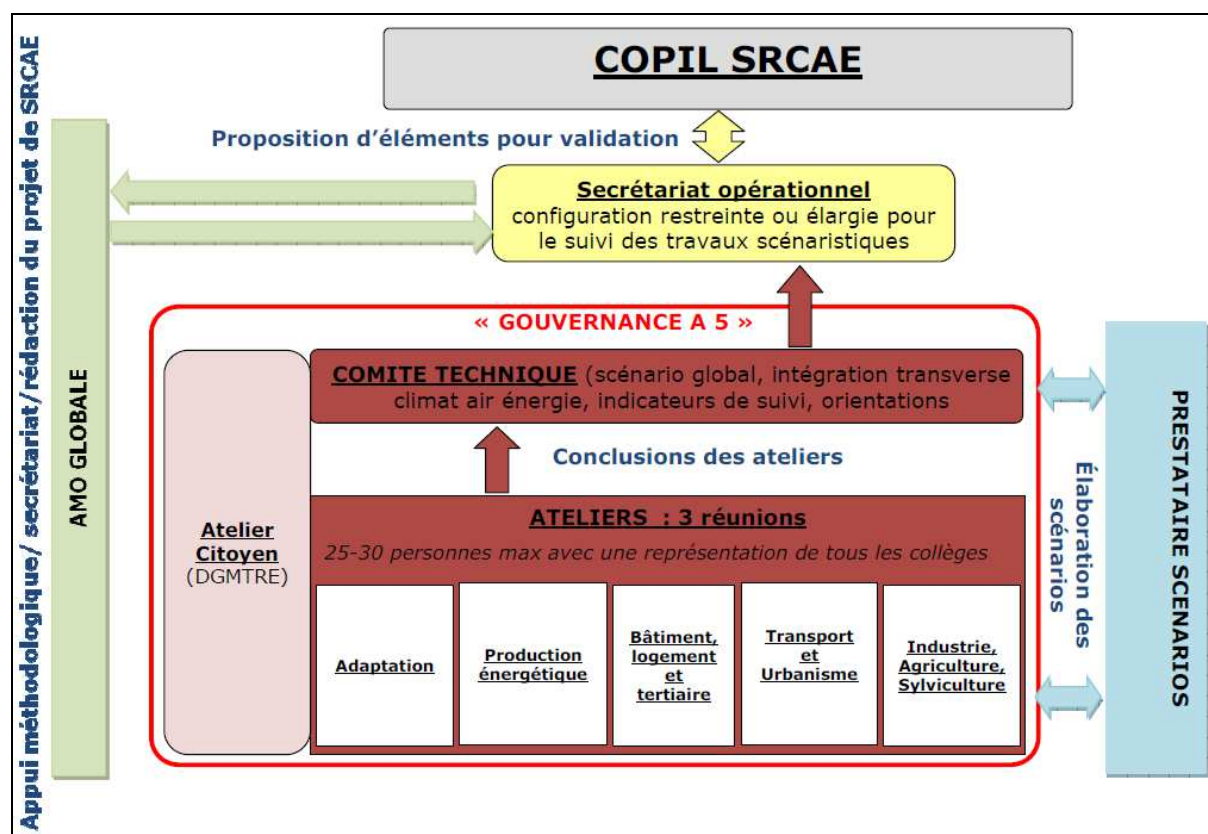 Appui méthodologique/ secrétariat/ rédaction du projet de SRCAE
AMO GLOBALE
COPIL SRCAE
Proposition d'éléments pour validation
Secrétariat opérationnel
configuration restreinte ou élargie pour
le suivi des travaux scénaristiques
« GOUVERNANCE A 5 »
COMITE TECHNIQUE (scénario global, intégration transverse
climat air énergie, indicateurs de suivi, orientations
Conclusions des ateliers
Atelier
Citoyen
(DGMTRE)
ATELIERS : 3 réunions
25-30 personnes max avec une représentation de tous les collèges
Adaptation
Production
énergétique
Bâtiment,
logement
et
tertiaire
Transport
et
Urbanisme
Industrie,
Agriculture,
Sylviculture
Élaboration des
scénarios
PRESTATAIRE SCENARIOS